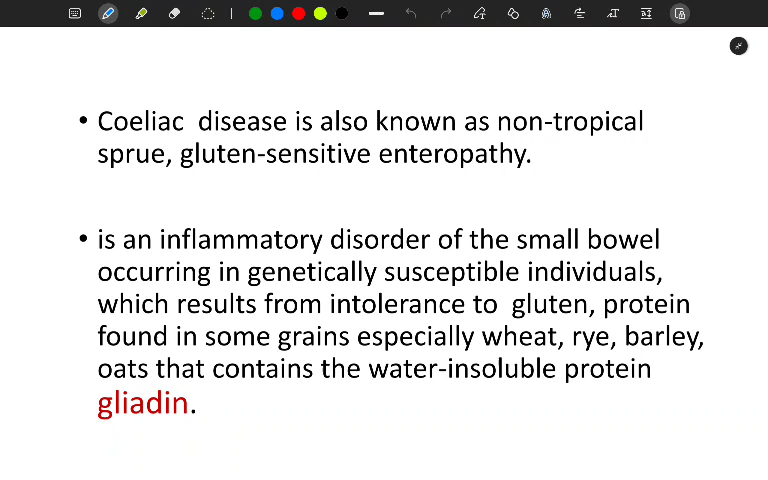 • Coeliac  disease is also known as non-tropical
sprue, gluten-sensitive enteropathy.
• is an inflammatory disorder of the small bowel
occurring in genetically susceptible individuals,
which results from intolerance to  gluten, protein
found in some grains especially wheat, rye, barley,
oats that contains the water-insoluble protein
gliadin.